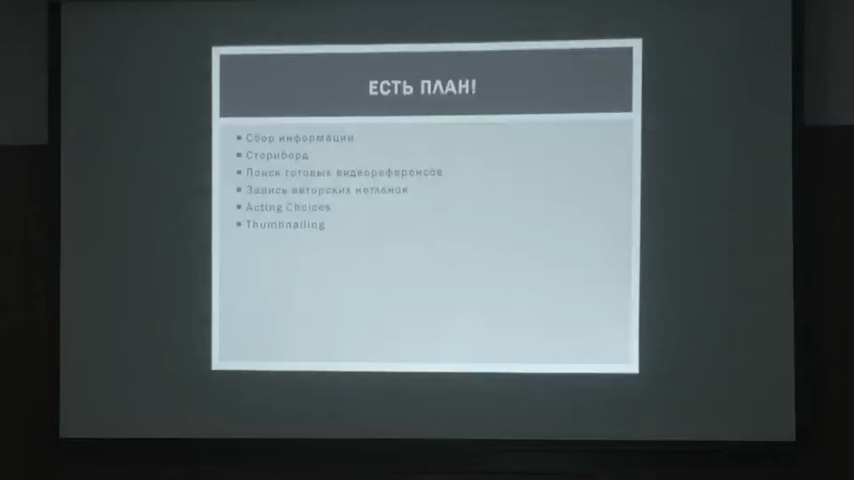 ЕСТЬ ПЛАН!
Сбор информации
Сториборд
Поиск готовых видеореференсов
Запись авторских нетленок
Acting Choices
Thumbnailing